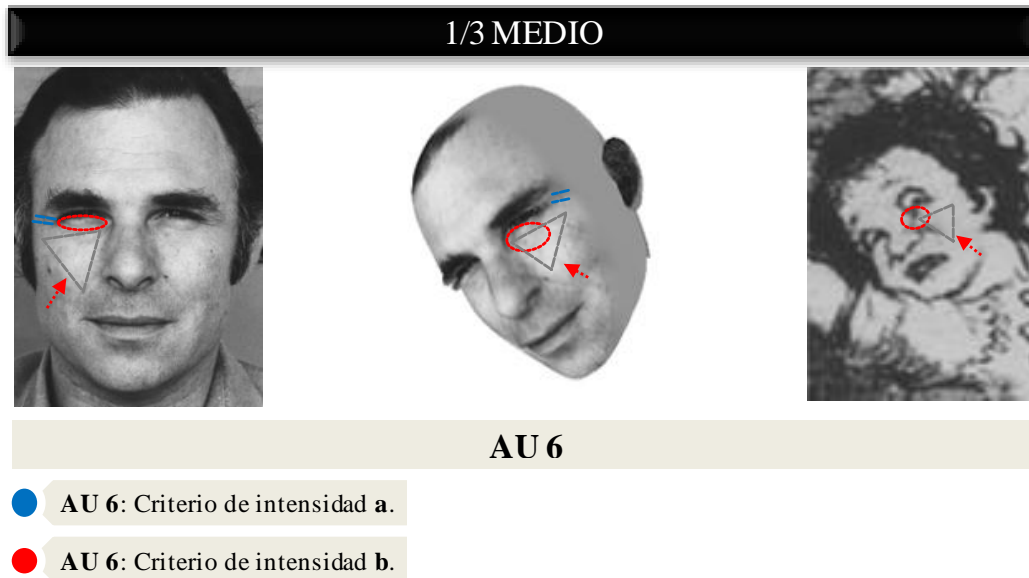 1/3 MEDIO
AU 6
AU 6: Criterio de intensidad a.
AU 6: Criterio de intensidad b.